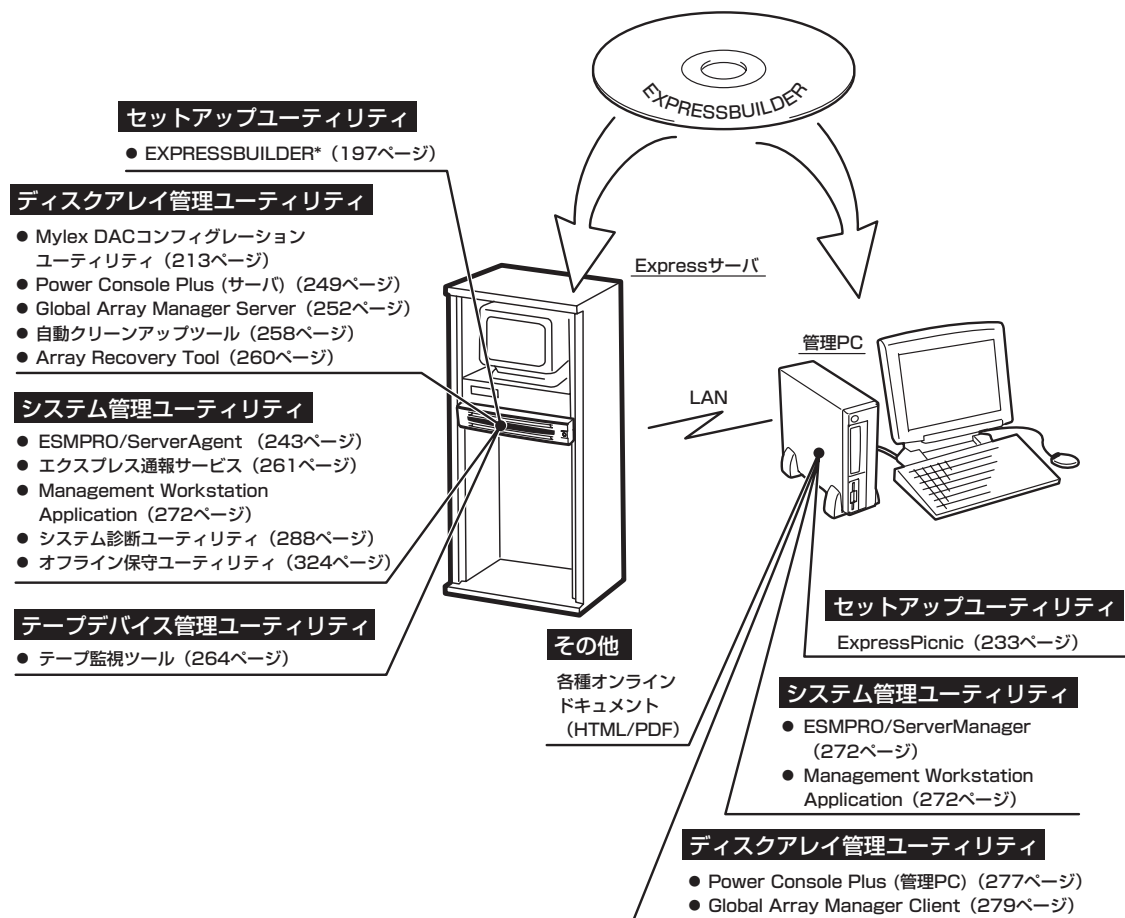 EXPRESSBUILDER
セットアップユーティリティ
● EXPRESSBUILDER*（197ページ）
ディスクアレイ管理ユーティリティ
● Mylex DACコンフィグレーション
ユーティリティ（213ページ）
● Power Console Plus (サーバ)（249ページ）
● Global Array Manager Server（252ページ）
● 自動クリーンアップツール（258ページ）
● Array Recovery Tool（260ページ）
システム管理ユーティリティ
● ESMPRO/ServerAgent （243ページ）
● エクスプレス通報サービス（261ページ）
● Management Workstation
Application（272ページ）
● システム診断ユーティリティ（288ページ）
● オフライン保守ユーティリティ（324ページ）
テープデバイス管理ユーティリティ
● テープ監視ツール（264ページ）
Expressサーバ
LAN
管理PC
その他
各種オンライン
ドキュメント
（HTML/PDF）
セットアップユーティリティ
ExpressPicnic（233ページ）
システム管理ユーティリティ
● ESMPRO/ServerManager
（272ページ）
● Management Workstation
Application（272ページ）
ディスクアレイ管理ユーティリティ
● Power Console Plus (管理PC)（277ページ）
● Global Array Manager Client（279ページ）